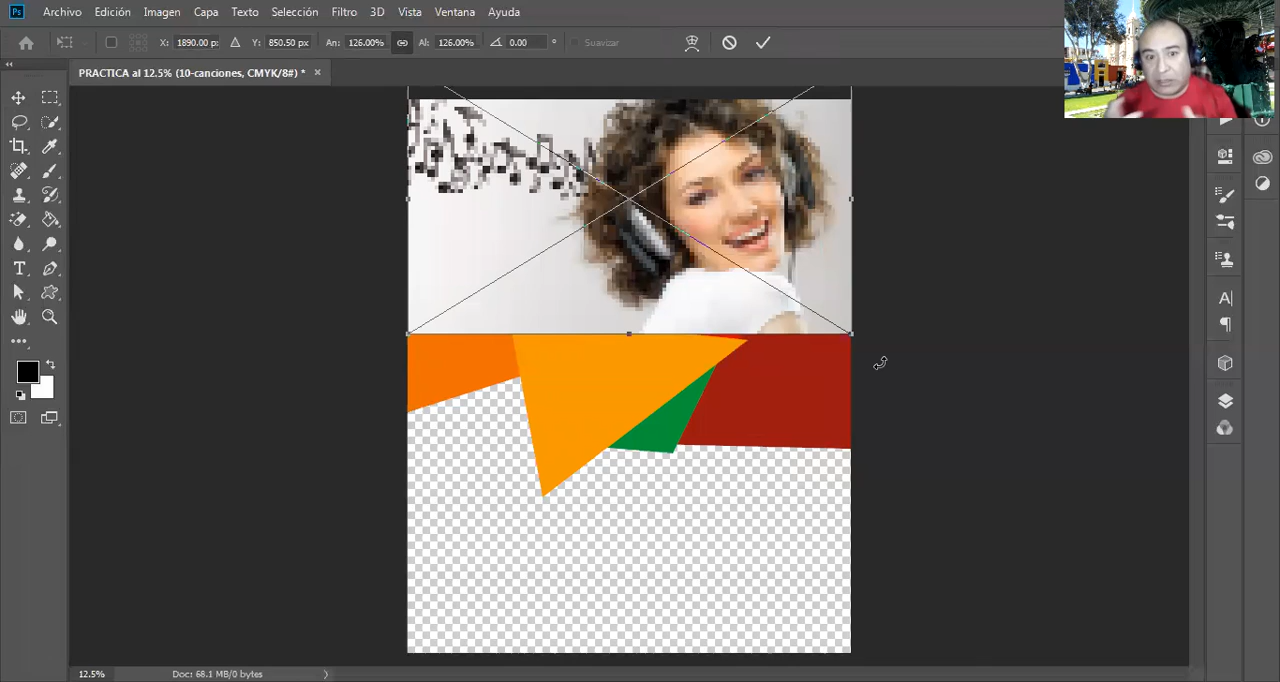 Ps Archivo Edición Imagen Capa Texto Selección Filtro 3D Vista Ventana Ayuda
X: 1890.00 p: Y: 850.50 px An: 126.00% Al: 126.00% 0.00 ° Suavizar
PRACTICA al 12.5% (10-canciones, CMYK/8#) * ×
12.5% Doc: 68.1 MB/0 bytes